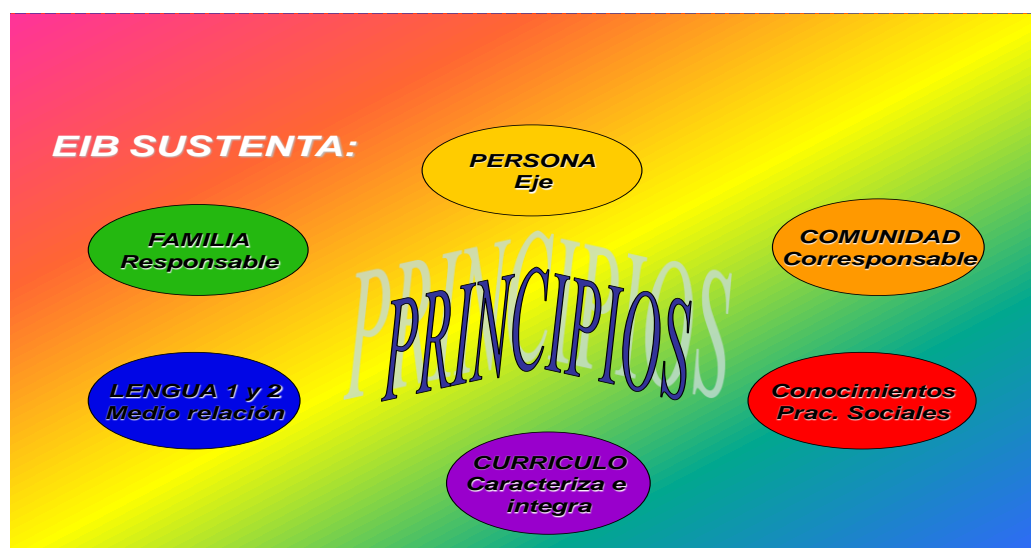 EIB SUSTENTA:
PERSONA
Eje
FAMILIA
Responsable
COMUNIDAD
Corresponsable
PRINCIPIOS
LENGUA 1 y 2
Medio relación
Conocimientos
Prac. Sociales
CURRICULO
Caracteriza e
integra